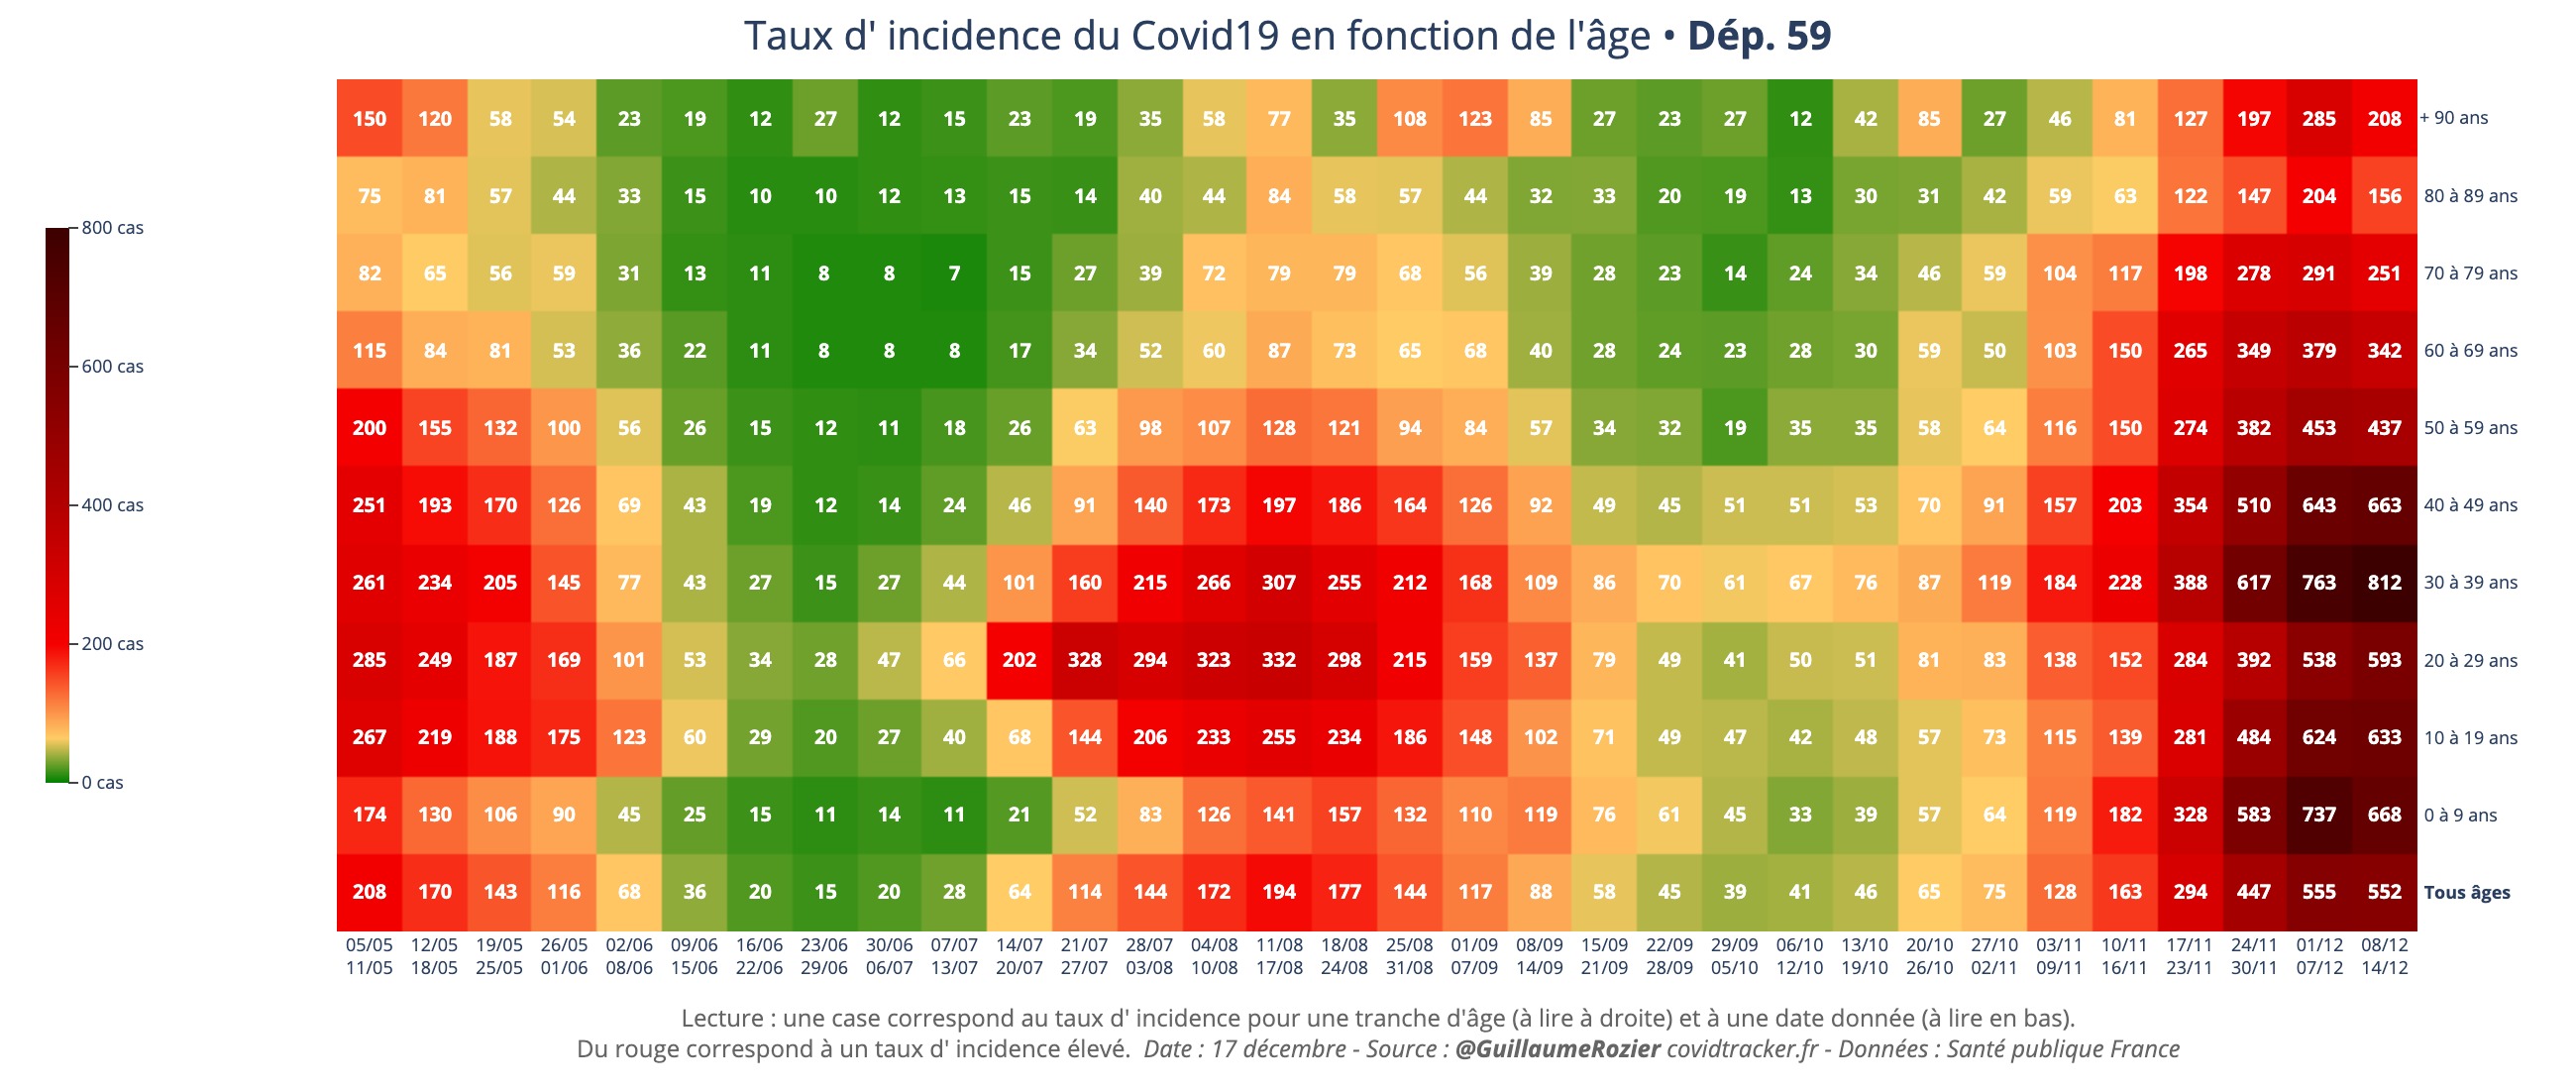 Taux d' incidence du Covid19 en fonction de l'âge • Dép. 59
800 cas
600 cas
400 cas
200 cas
0 cas
150 120 58 54 23 19 12 27 12 15 23 19 35 58 77 35 108 123 85 27 23 27 12 42 85 27 46 81 127 197 285 208 + 90 ans
75 81 57 44 33 15 10 10 12 13 15 14 40 44 84 58 57 44 32 33 20 19 13 30 31 42 59 63 122 147 204 156 80 à 89 ans
82 65 56 59 31 13 11 8 8 7 15 27 39 72 79 79 68 56 39 28 23 14 24 34 46 59 104 117 198 278 291 251 70 à 79 ans
115 84 81 53 36 22 11 8 8 8 17 34 52 60 87 73 65 68 40 28 24 23 28 30 59 50 103 150 265 349 379 342 60 à 69 ans
200 155 132 100 56 26 15 12 11 18 26 63 98 107 128 121 94 84 57 34 32 19 35 35 58 64 116 150 274 382 453 437 50 à 59 ans
251 193 170 126 69 43 19 12 14 24 46 91 140 173 197 186 164 126 92 49 45 51 51 53 70 91 157 203 354 510 643 663 40 à 49 ans
261 234 205 145 77 43 27 15 27 44 101 160 215 266 307 255 212 168 109 86 70 61 67 76 87 119 184 228 388 617 763 812 30 à 39 ans
285 249 187 169 101 53 34 28 47 66 202 328 294 323 332 298 215 159 137 79 49 41 50 51 81 83 138 152 284 392 538 593 20 à 29 ans
267 219 188 175 123 60 29 20 27 40 68 144 206 233 255 234 186 148 102 71 49 47 42 48 57 73 115 139 281 484 624 633 10 à 19 ans
174 130 106 90 45 25 15 11 14 11 21 52 83 126 141 157 132 110 119 76 61 45 33 39 57 64 119 182 328 583 737 668 0 à 9 ans
208 170 143 116 68 36 20 15 20 28 64 114 144 172 194 177 144 117 88 58 45 39 41 46 65 75 128 163 294 447 555 552 Tous âges
05/05 12/05 19/05 26/05 02/06 09/06 16/06 23/06 30/06 07/07 14/07 21/07 28/07 04/08 11/08 18/08 25/08 01/09 08/09 15/09 22/09 29/09 06/10 13/10 20/10 27/10 03/11 10/11 17/11 24/11 01/12 08/12
11/05 18/05 25/05 01/06 08/06 15/06 22/06 29/06 06/07 13/07 20/07 27/07 03/08 10/08 17/08 24/08 31/08 07/09 14/09 21/09 28/09 05/10 12/10 19/10 26/10 02/11 09/11 16/11 23/11 30/11 07/12 14/12
Lecture : une case correspond au taux d' incidence pour une tranche d'âge (à lire à droite) et à une date donnée (à lire en bas).
Du rouge correspond à un taux d' incidence élevé. Date : 17 décembre - Source : @GuillaumeRozier covidtracker.fr - Données : Santé publique France